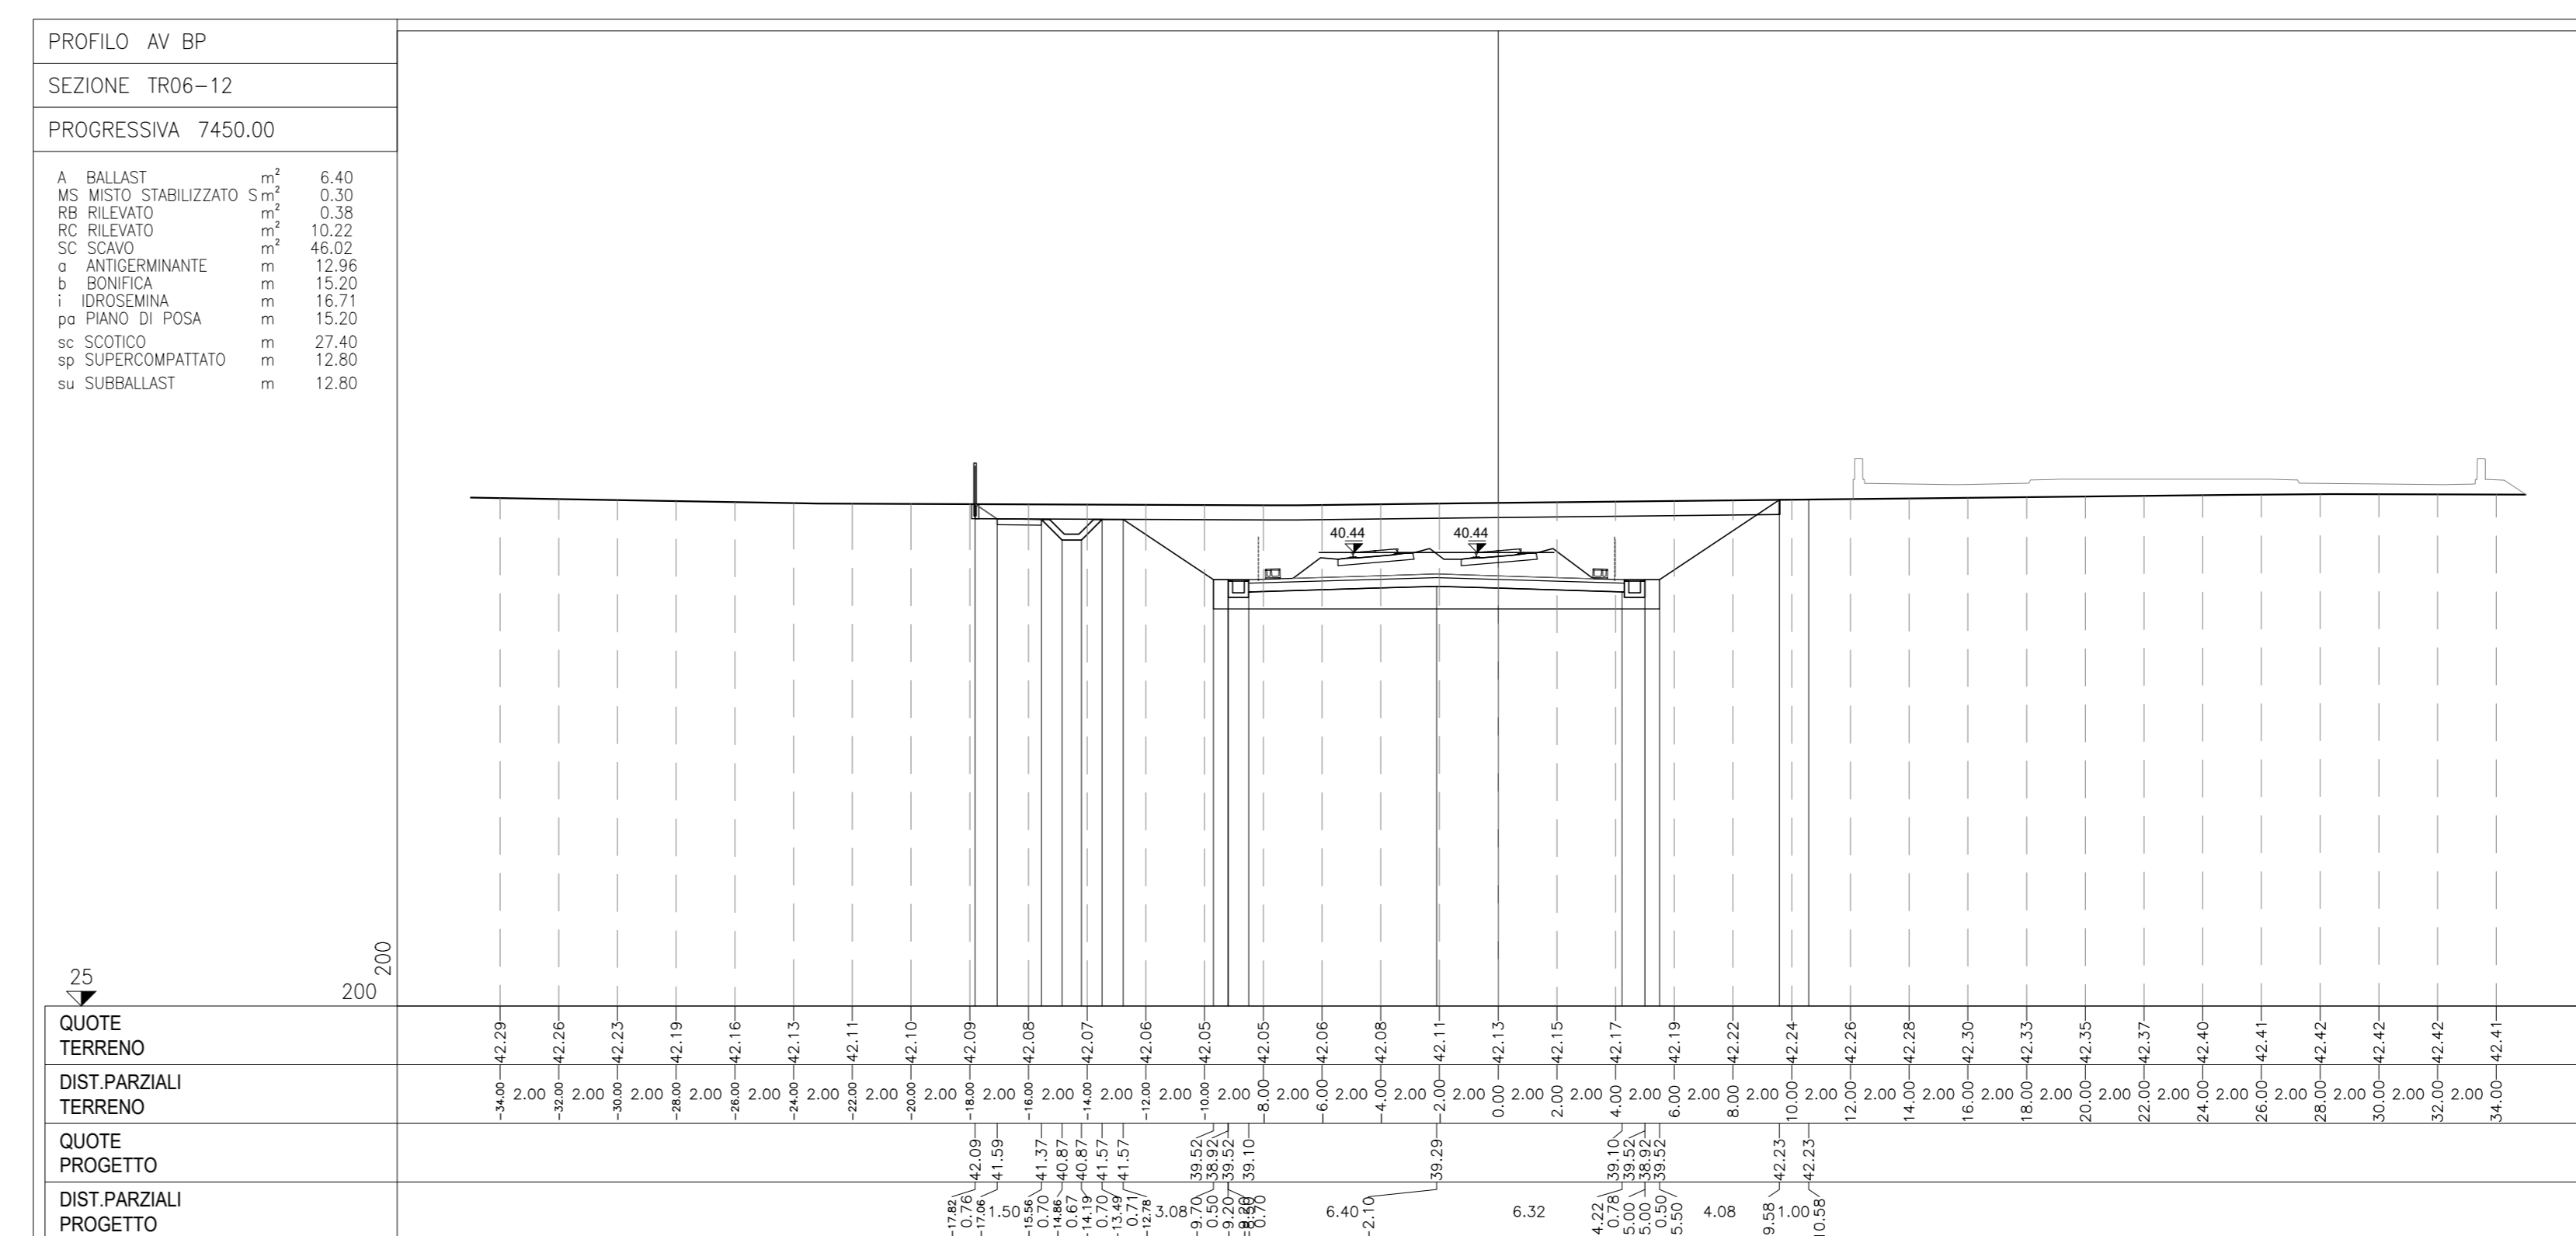 PROFILO AV BP
SEZIONE TR06-12
PROGRESSIVA 7450.00
A BALLAST m² 6.40
MS MISTO STABILIZZATO S m² 0.30
RB RILEVATO m² 0.38
RC RILEVATO m² 10.22
SC SCAVO m² 46.02
a ANTIGERMINANTE m 12.96
b BONIFICA m 15.20
i IDROSEMINA m 16.71
pa PIANO DI POSA m 15.20
sc SCOTICO m 27.40
sp SUPERCOMPATTATO m 12.80
su SUBBALLAST m 12.80
40.44 40.44
200
25
200
QUOTE
TERRENO
42.29 42.26 42.23 42.19 42.16 42.13 42.11 42.10 42.09 42.08 42.07 42.06 42.05 42.05 42.06 42.08 42.11 42.13 42.15 42.17 42.19 42.22 42.24 42.26 42.28 42.30 42.33 42.35 42.37 42.40 42.41 42.42 42.42 42.42 42.41
DIST.PARZIALI
TERRENO
-34.00 2.00 -32.00 2.00 -30.00 2.00 -28.00 2.00 -26.00 2.00 -24.00 2.00 -22.00 2.00 -20.00 2.00 -18.00 2.00 -16.00 2.00 -14.00 2.00 -12.00 2.00 -10.00 2.00 -8.00 2.00 -6.00 2.00 -4.00 2.00 -2.00 2.00 0.00 2.00 2.00 2.00 4.00 2.00 6.00 2.00 8.00 2.00 10.00 2.00 12.00 2.00 14.00 2.00 16.00 2.00 18.00 2.00 20.00 2.00 22.00 2.00 24.00 2.00 26.00 2.00 28.00 2.00 30.00 2.00 32.00 2.00 34.00
QUOTE
PROGETTO
42.09 41.59 41.37 40.87 40.87 41.57 41.57 39.52 38.92 39.52 39.10 39.29 39.10 39.52 38.92 39.52 42.23 42.23
DIST.PARZIALI
PROGETTO
-17.82 0.76 -17.06 1.50 -15.56 0.70 -14.86 0.67 -14.19 0.70 -13.49 0.71 -12.78 3.08 -9.70 0.50 -9.20 0.70 6.40 -2.10 6.32 4.22 0.78 5.00 5.00 0.50 5.50 4.08 9.58 1.00 10.58